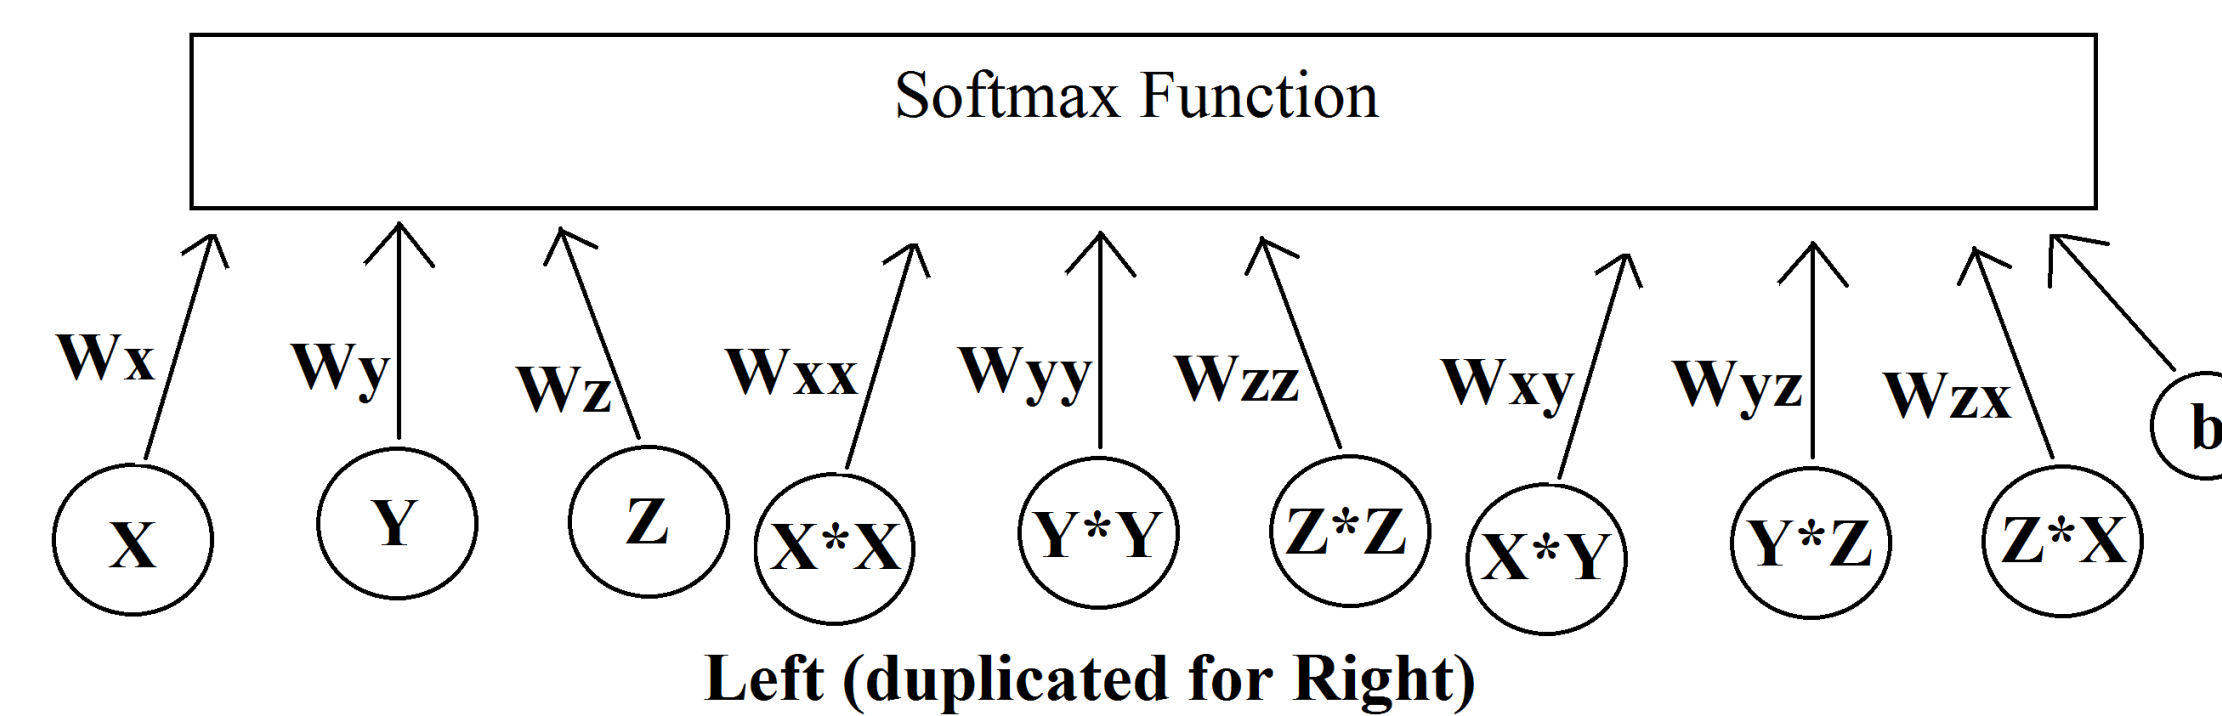 Softmax Function
Wx Wy Wz Wxx Wyy Wzz Wxy Wyz Wzx
X Y Z X*X Y*Y Z*Z X*Y Y*Z Z*X b
Left (duplicated for Right)